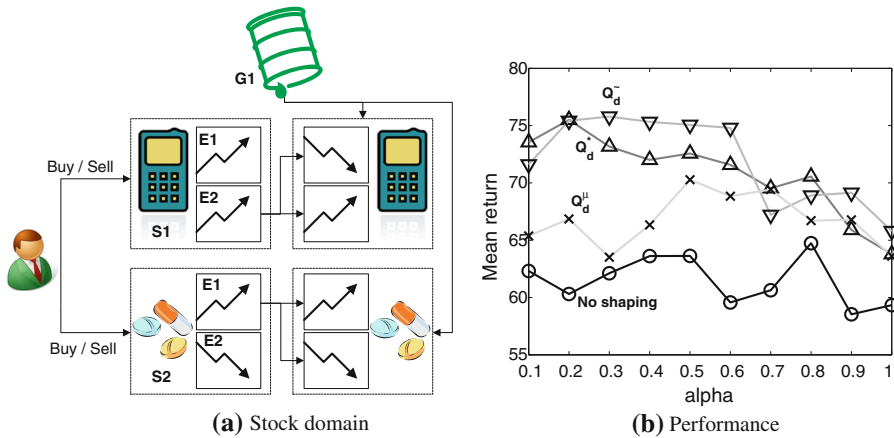 G1
Buy / Sell
E1
E2
S1
Buy / Sell
E1
E2
S2
(a) Stock domain
80
75
70
65
60
55
Mean return
Q_d^~
Q_d^*
Q_d^μ
No shaping
0.1 0.2 0.3 0.4 0.5 0.6 0.7 0.8 0.9 1
alpha
(b) Performance